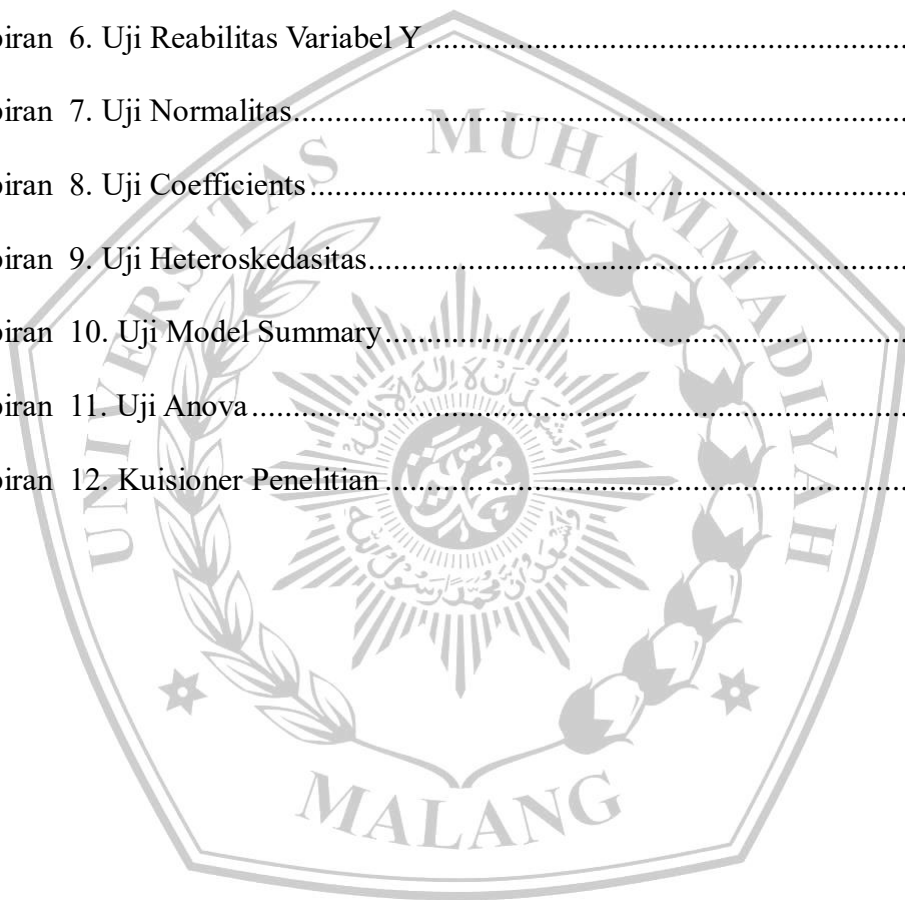 piran 6. Uji Reabilitas Variabel Y
piran 7. Uji Normalitas
piran 8. Uji Coefficients
piran 9. Uji Heteroskedasitas
piran 10. Uji Model Summary
piran 11. Uji Anova
piran 12. Kuisioner Penelitian
UNIVERSITAS MUHAMMADIYAH
MALANG